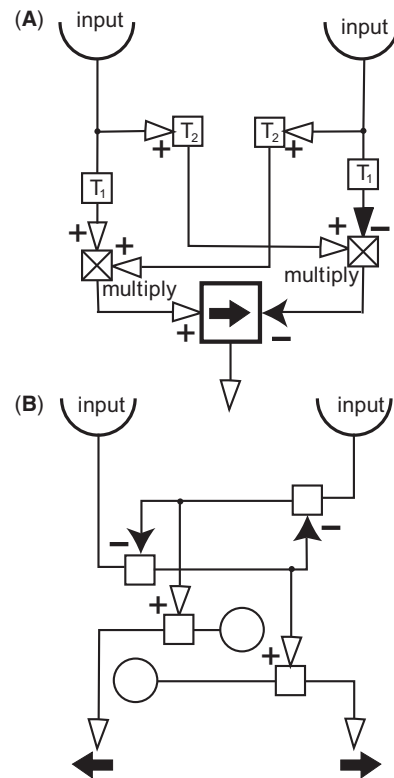 (A)
input input
T2 T2
+ +
T1 T1
+ + + −
multiply multiply
+ −
(B)
input input
− −
+
+